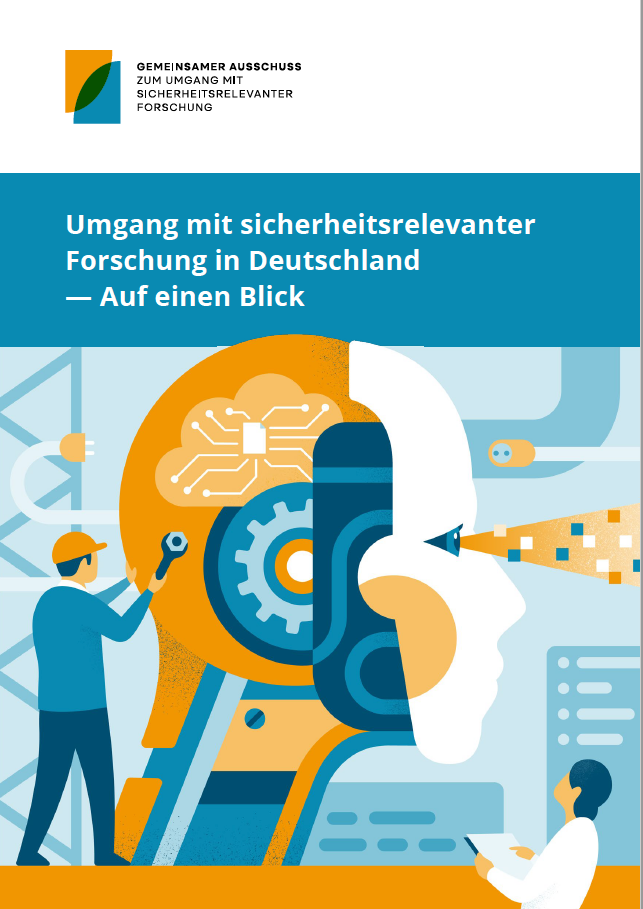 GEMEINSAMER AUSSCHUSS
ZUM UMGANG MIT
SICHERHEITSRELEVANTER
FORSCHUNG
Umgang mit sicherheitsrelevanter
Forschung in Deutschland
— Auf einen Blick